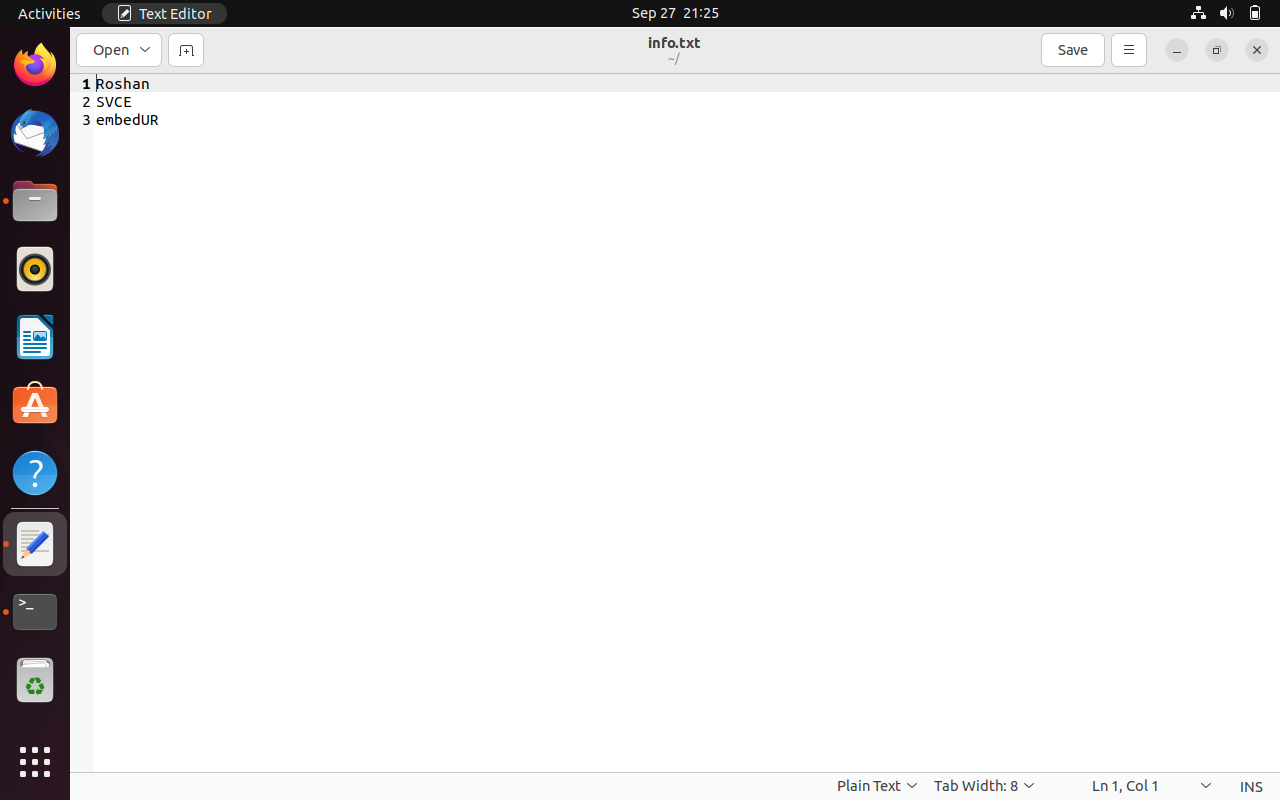 Activities Text Editor Sep 27 21:25
Open info.txt Save
~/
1 Roshan
2 SVCE
3 embedUR
Plain Text Tab Width: 8 Ln 1, Col 1 INS